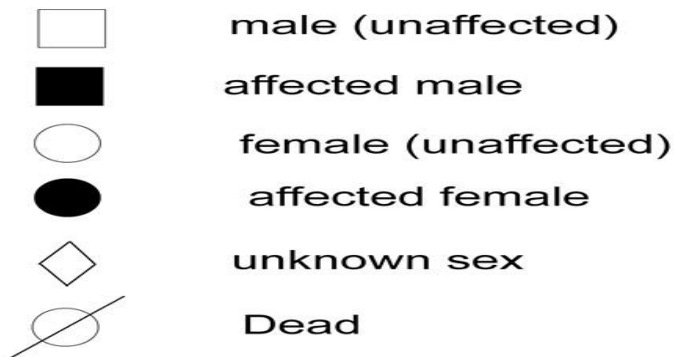 male (unaffected)
affected male
female (unaffected)
affected female
unknown sex
Dead